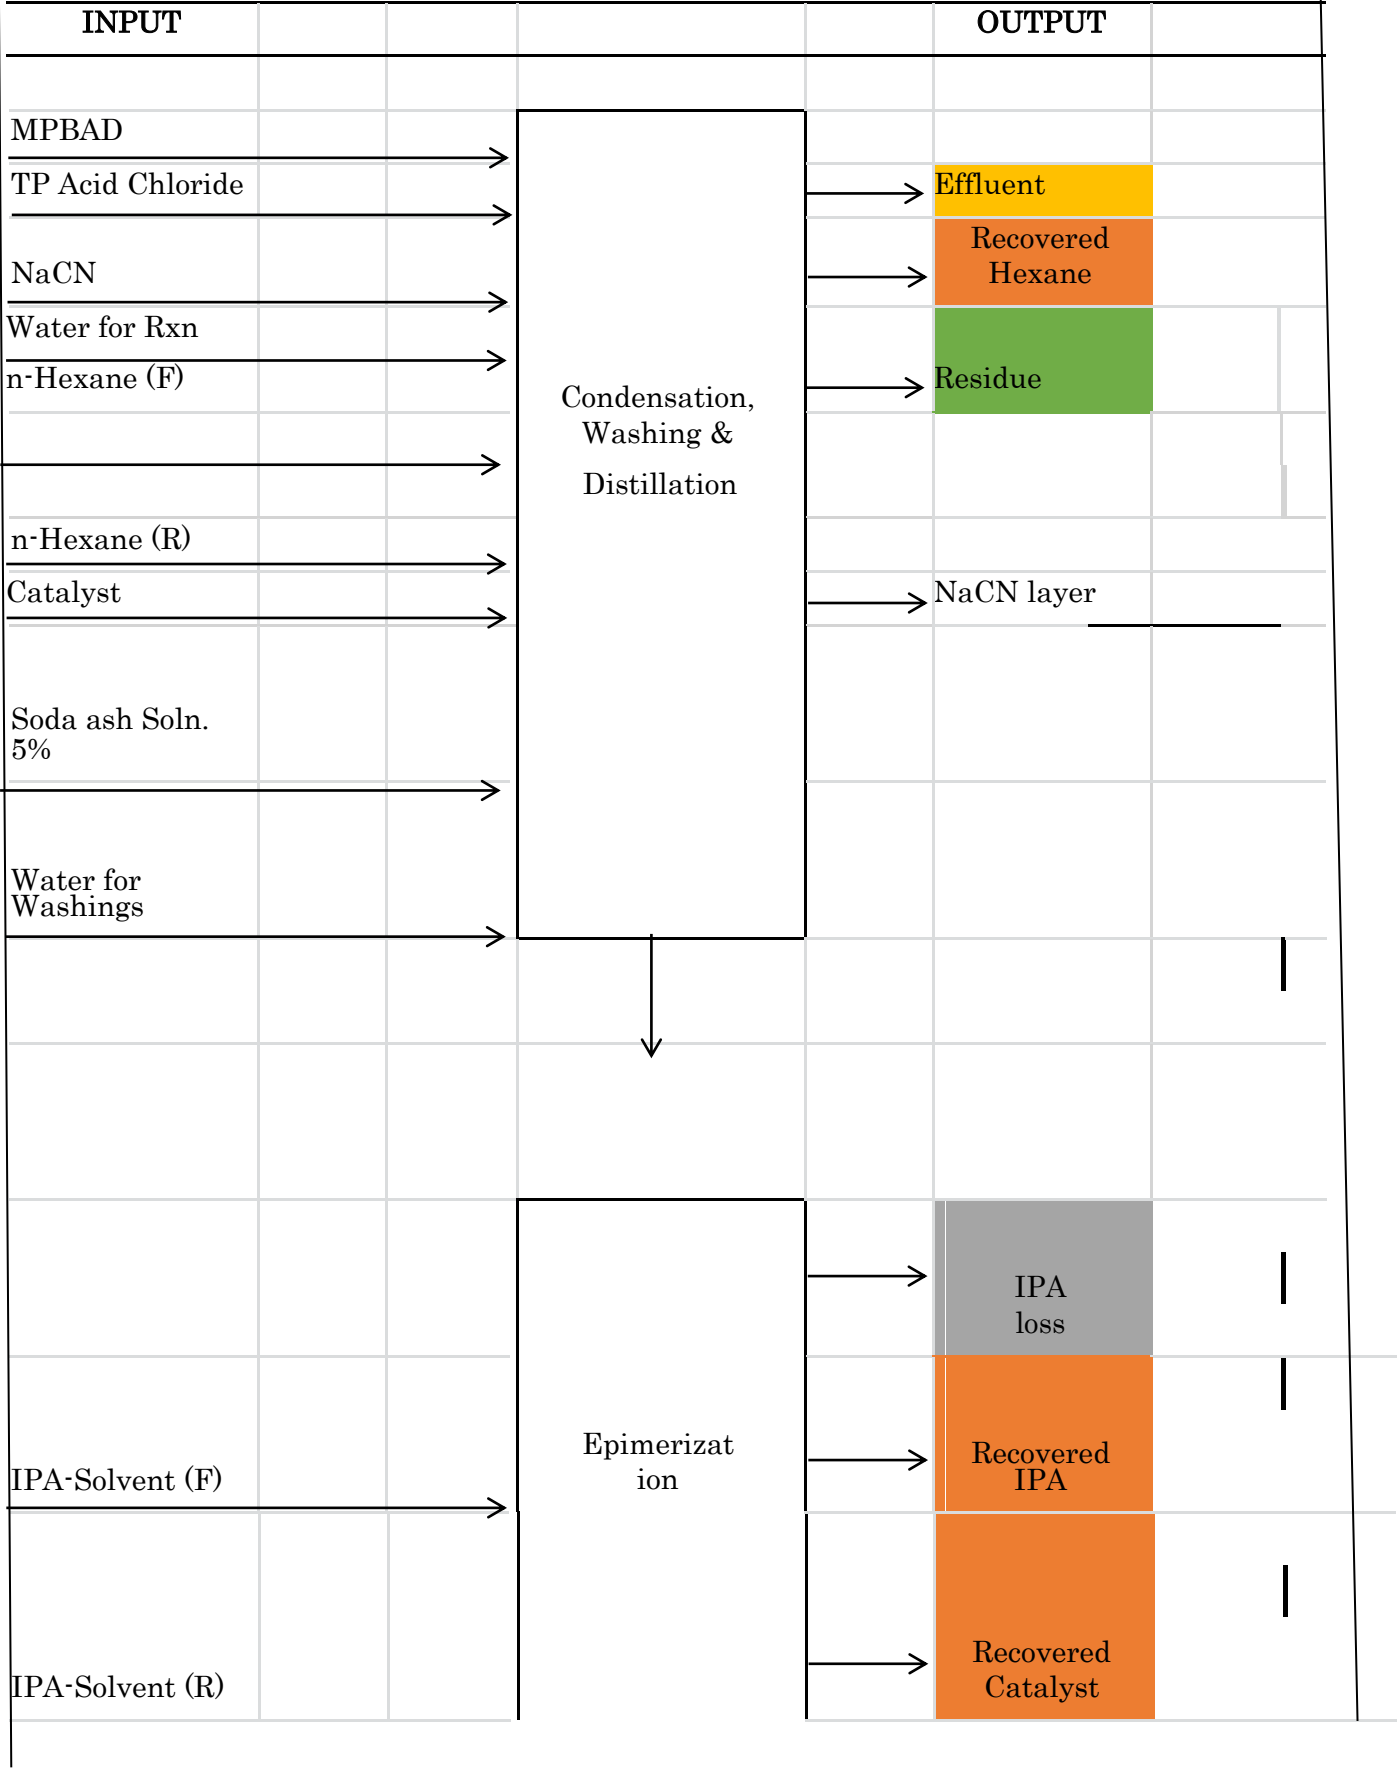 INPUT
OUTPUT
MPBAD
TP Acid Chloride
Effluent
Recovered
Hexane
NaCN
Water for Rxn
n-Hexane (F)
Residue
Condensation,
Washing &
Distillation
n-Hexane (R)
Catalyst
NaCN layer
Soda ash Soln.
5%
Water for
Washings
IPA
loss
Epimerizat
ion
Recovered
IPA
IPA-Solvent (F)
Recovered
Catalyst
IPA-Solvent (R)